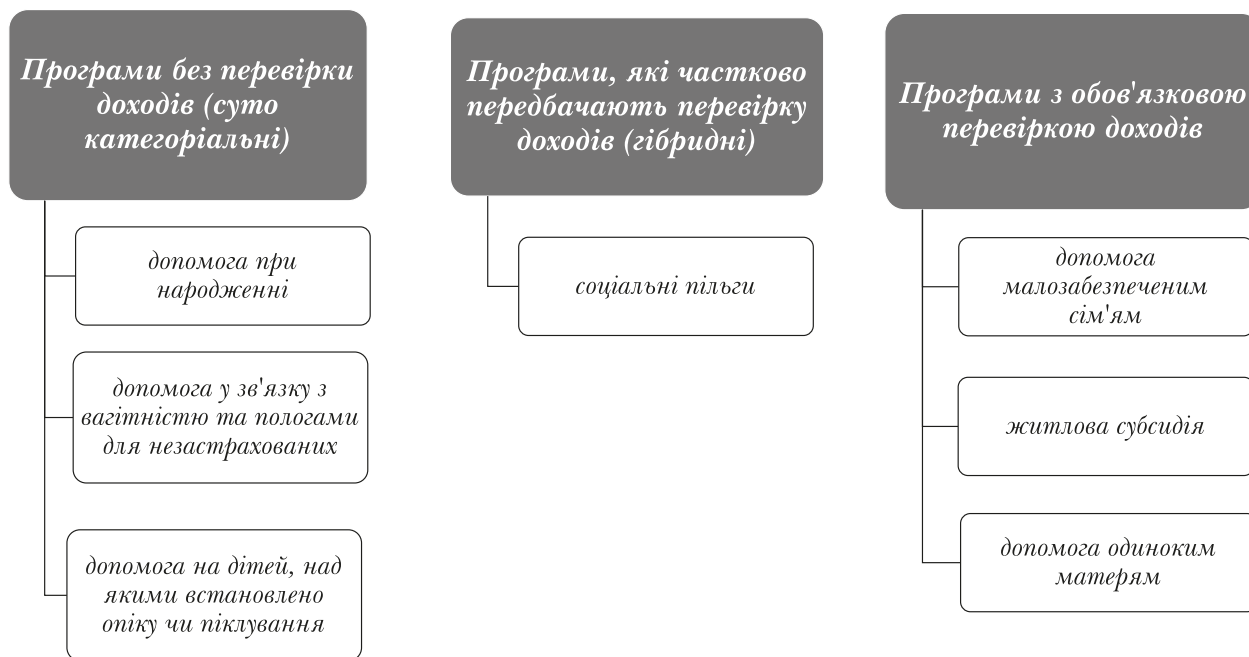 Програми без перевірки
доходів (суто
категоріальні)
допомога при
народженні
допомога у зв'язку з
вагітністю та пологами
для незастрахованих
допомога на дітей, над
якими встановлено
опіку чи піклування
Програми, які частково
передбачають перевірку
доходів (гібридні)
соціальні пільги
Програми з обов'язковою
перевіркою доходів
допомога
малозабезпеченим
сім'ям
житлова субсидія
допомога одиноким
матерям